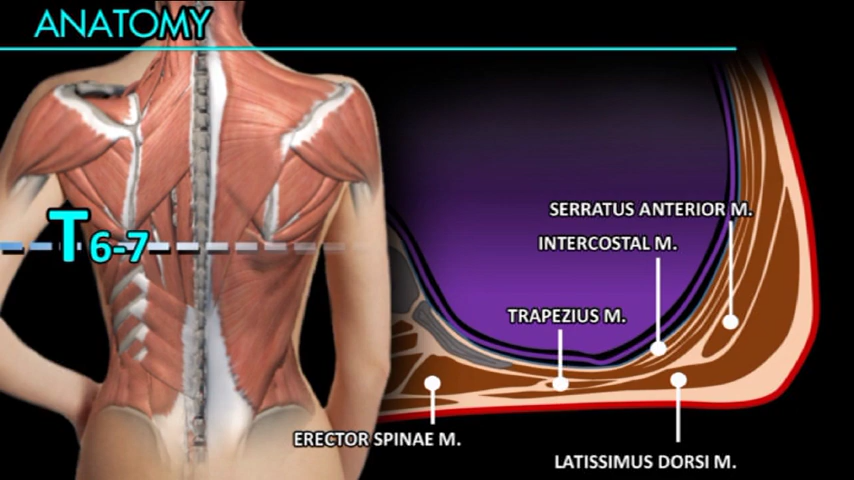 ANATOMY
T6-7
SERRATUS ANTERIOR M.
INTERCOSTAL M.
TRAPEZIUS M.
ERECTOR SPINAE M.
LATISSIMUS DORSI M.